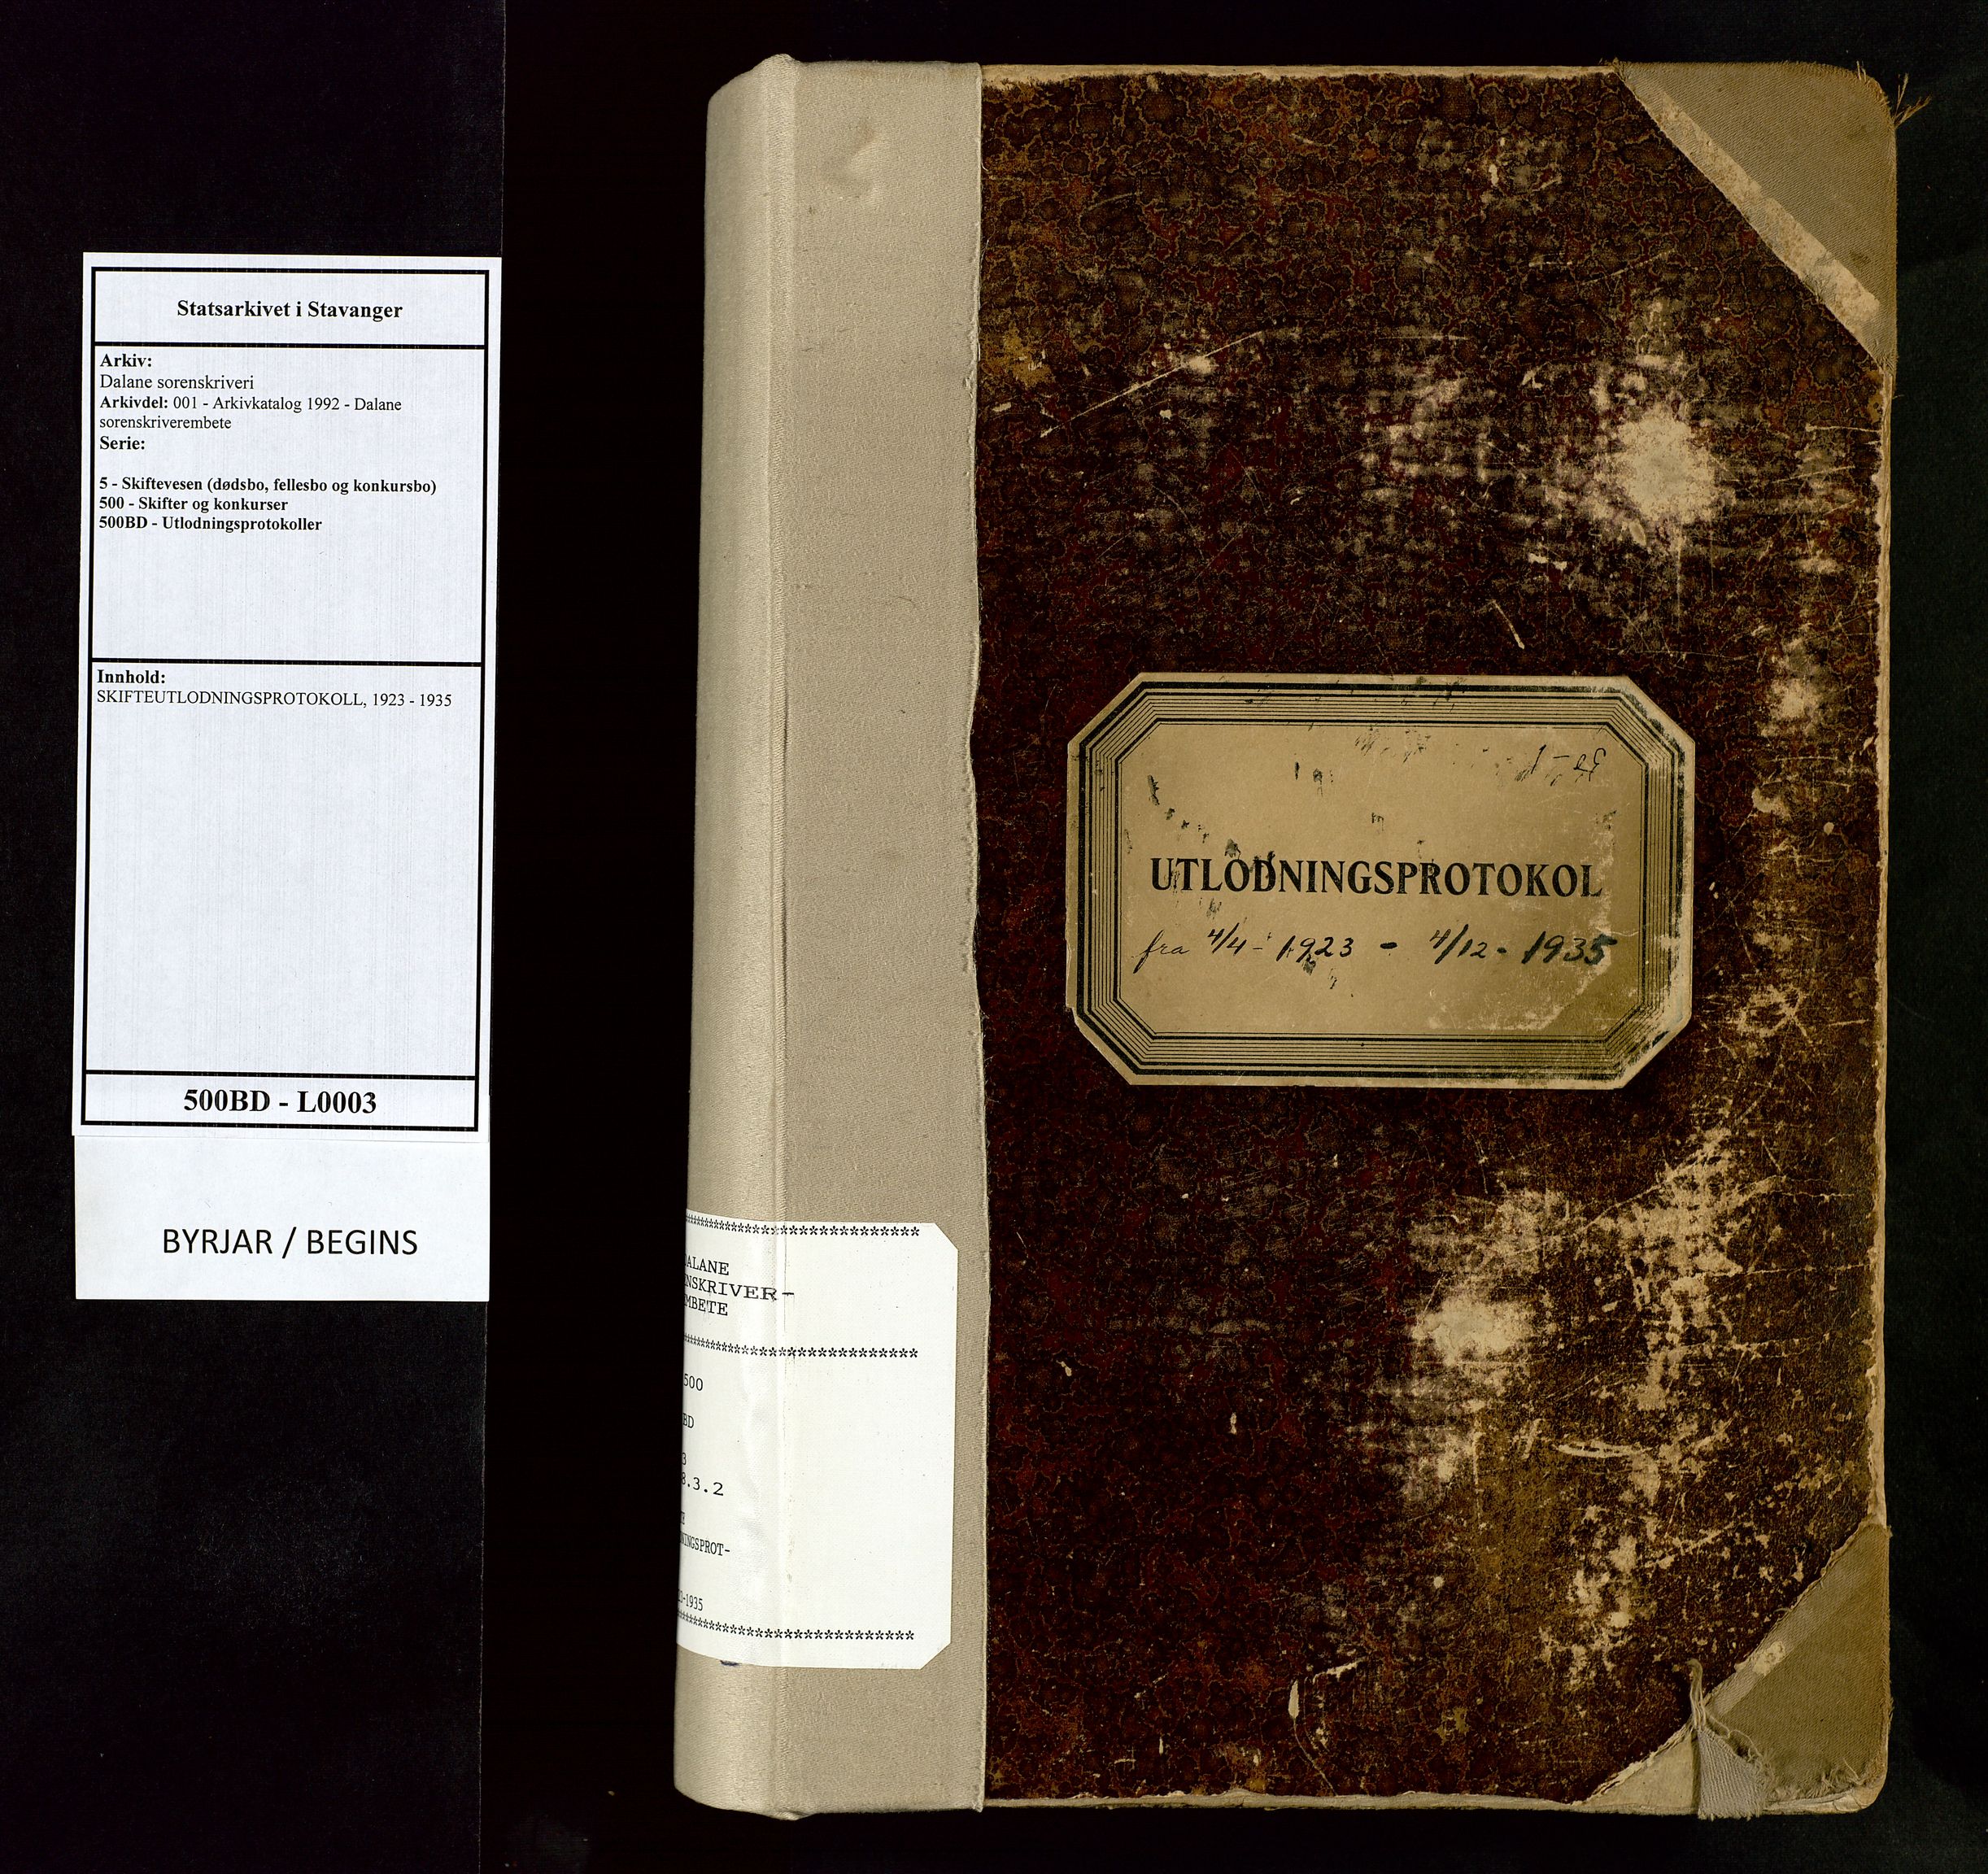 Statsarkivet i Stavanger
Arkiv:
Dalane sorenskriveri
Arkivdel: 001 - Arkivkatalog 1992 - Dalane
sorenskriverembete
Serie:
5 - Skiftevesen (dødsbo, fellesbo og konkursbo)
500 - Skifter og konkurser
500BD - Utlodningsprotokoller
Innhold:
SKIFTEUTLODNINGSPROTOKOLL, 1923 - 1935
500BD - L0003
BYRJAR / BEGINS
UTLODNINGSPROTOKOL
fra 4/4 - 1923 - 4/12 - 1935
ALANE
NSKRIVER-
MBETE
500
BD
3
8.3.2
NINGSPROT-
-1935